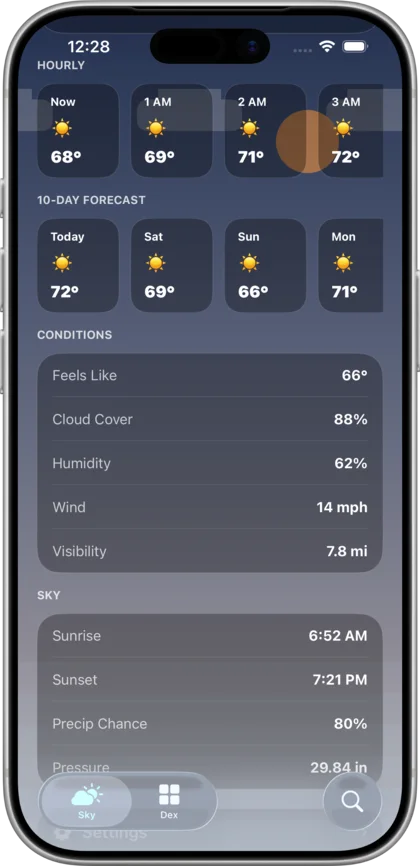 12:28
HOURLY
Now 1 AM 2 AM 3 AM
68° 69° 71° 72°
10-DAY FORECAST
Today Sat Sun Mon
72° 69° 66° 71°
CONDITIONS
Feels Like 66°
Cloud Cover 88%
Humidity 62%
Wind 14 mph
Visibility 7.8 mi
SKY
Sunrise 6:52 AM
Sunset 7:21 PM
Precip Chance 80%
Pressure 29.84 in
Sky Dex
Settings